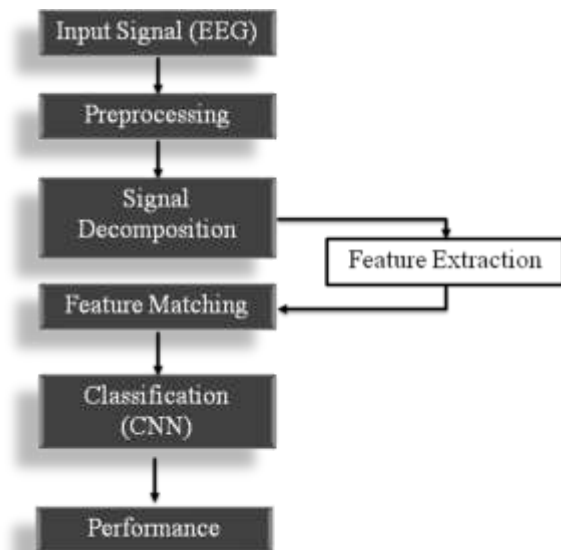 Input Signal (EEG)
Preprocessing
Signal
Decomposition
Feature Extraction
Feature Matching
Classification
(CNN)
Performance